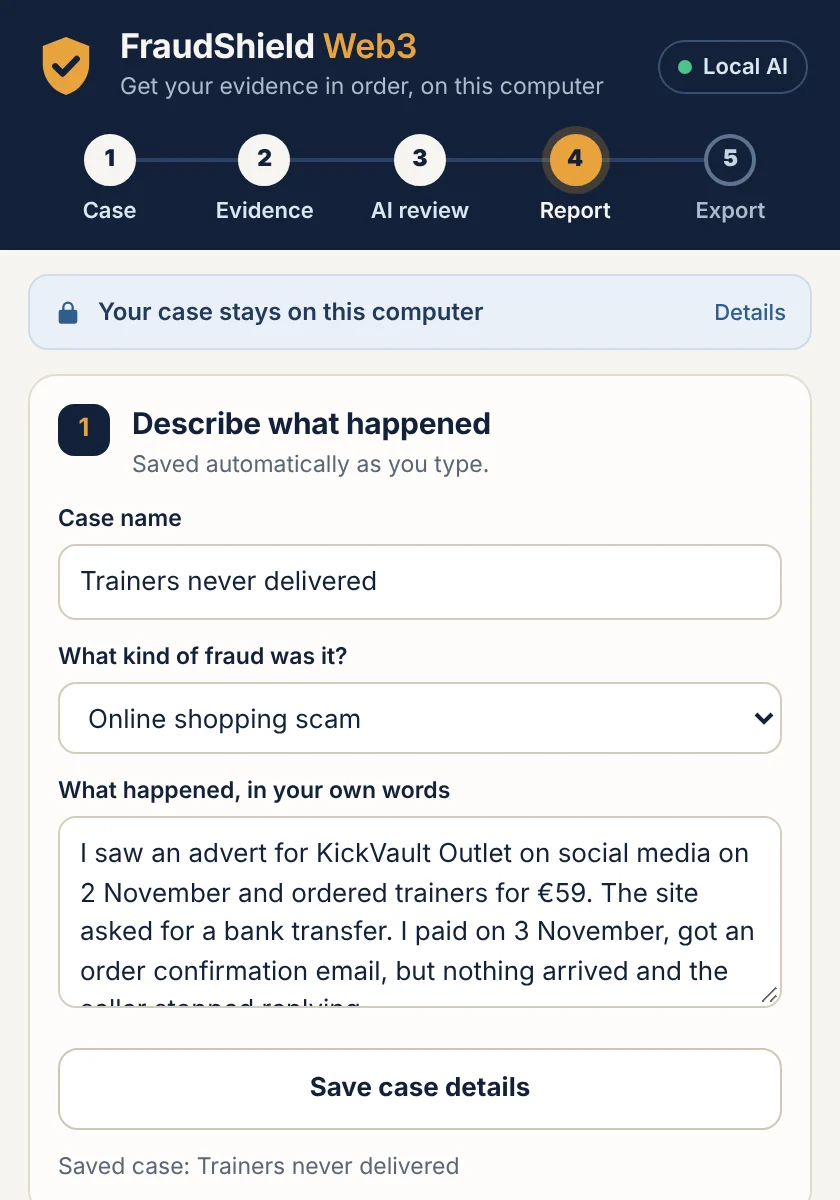 FraudShield Web3
Get your evidence in order, on this computer
Local AI
1
2
3
4
5
Case
Evidence
AI review
Report
Export
Your case stays on this computer
Details
1
Describe what happened
Saved automatically as you type.
Case name
Trainers never delivered
What kind of fraud was it?
Online shopping scam
What happened, in your own words
I saw an advert for KickVault Outlet on social media on
2 November and ordered trainers for €59. The site
asked for a bank transfer. I paid on 3 November, got an
order confirmation email, but nothing arrived and the
Save case details
Saved case: Trainers never delivered